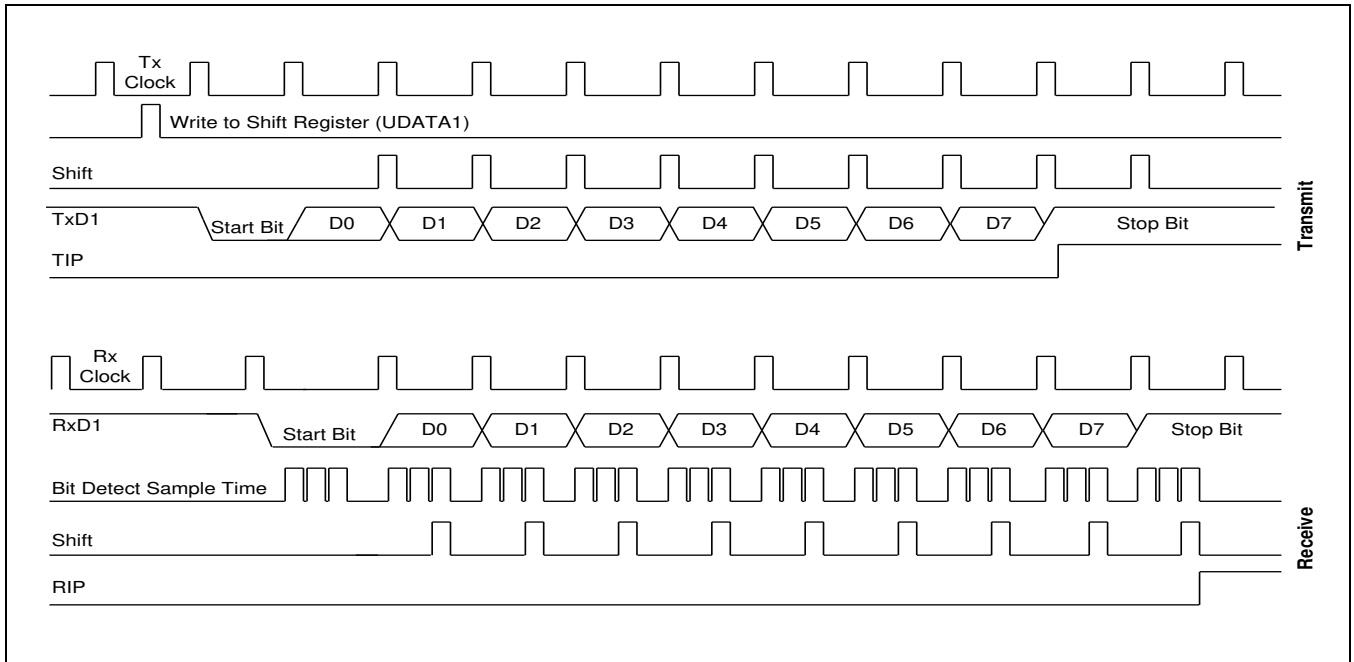 Tx
Clock
Write to Shift Register (UDATA1)
Shift
TxD1
Start Bit D0 D1 D2 D3 D4 D5 D6 D7 Stop Bit
TIP
Transmit
Rx
Clock
RxD1
Start Bit D0 D1 D2 D3 D4 D5 D6 D7 Stop Bit
Bit Detect Sample Time
Shift
RIP
Receive